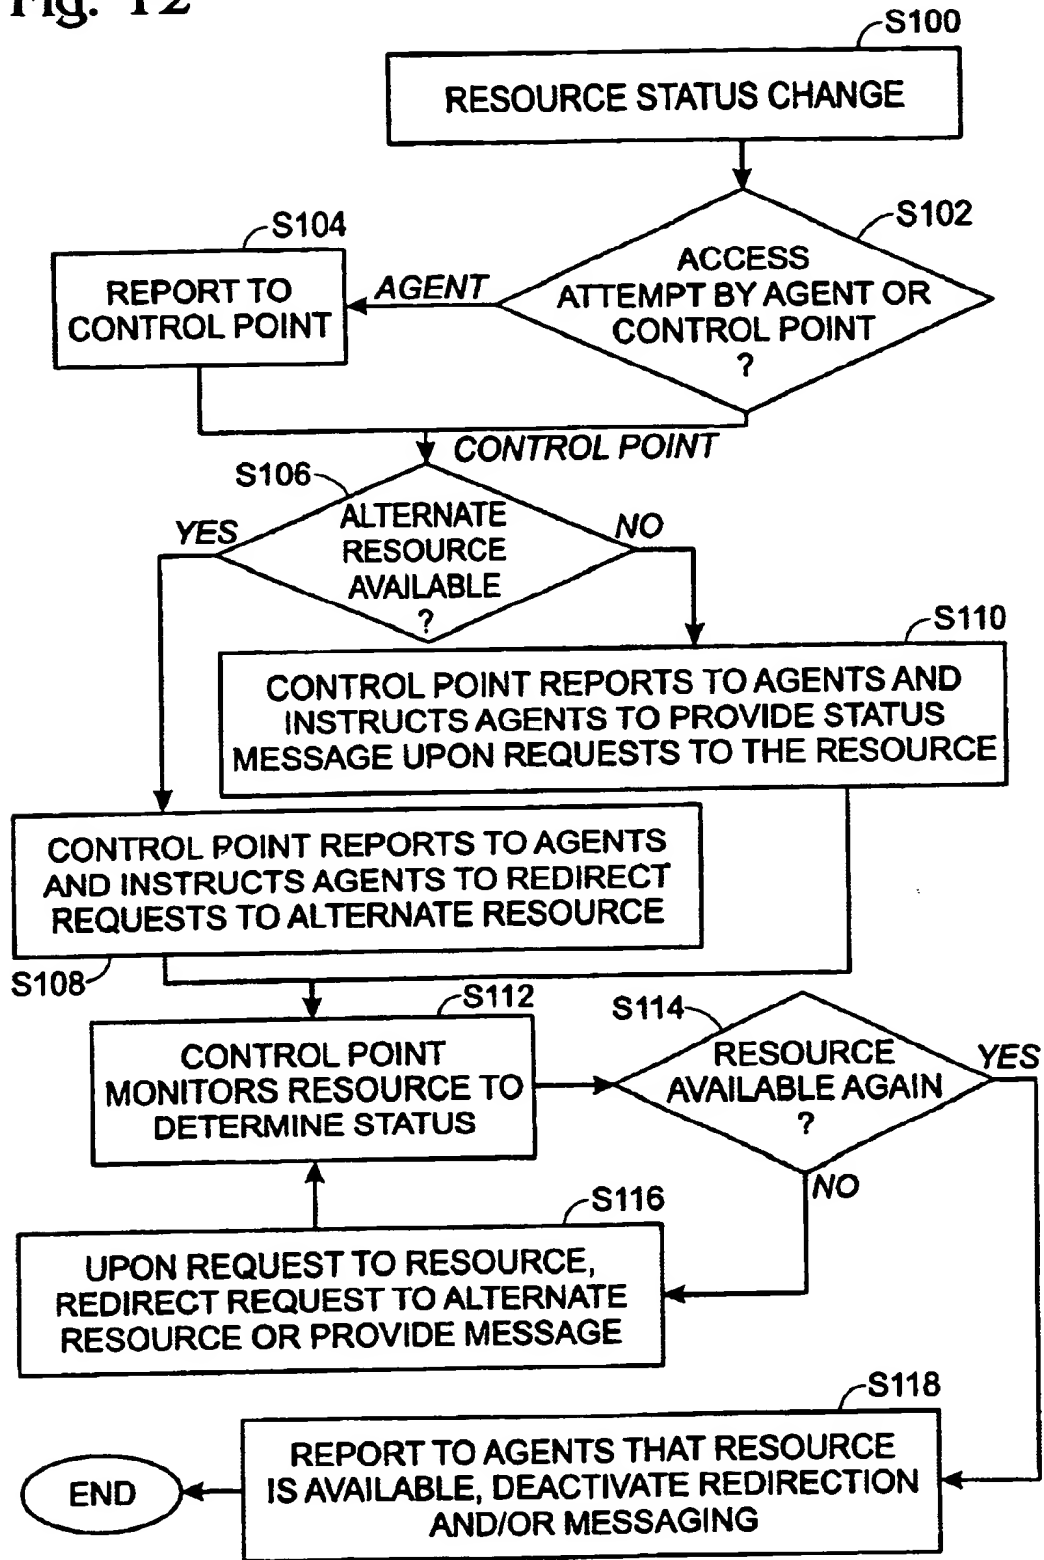 Fig. 12
S100
RESOURCE STATUS CHANGE
S102
ACCESS
ATTEMPT BY AGENT OR
CONTROL POINT
?
AGENT
S104
REPORT TO
CONTROL POINT
CONTROL POINT
S106
ALTERNATE
RESOURCE
AVAILABLE
?
YES
NO
S110
CONTROL POINT REPORTS TO AGENTS AND
INSTRUCTS AGENTS TO PROVIDE STATUS
MESSAGE UPON REQUESTS TO THE RESOURCE
CONTROL POINT REPORTS TO AGENTS
AND INSTRUCTS AGENTS TO REDIRECT
REQUESTS TO ALTERNATE RESOURCE
S108
S112
CONTROL POINT
MONITORS RESOURCE TO
DETERMINE STATUS
S114
RESOURCE
AVAILABLE AGAIN
?
YES
NO
S116
UPON REQUEST TO RESOURCE,
REDIRECT REQUEST TO ALTERNATE
RESOURCE OR PROVIDE MESSAGE
S118
REPORT TO AGENTS THAT RESOURCE
IS AVAILABLE, DEACTIVATE REDIRECTION
AND/OR MESSAGING
END